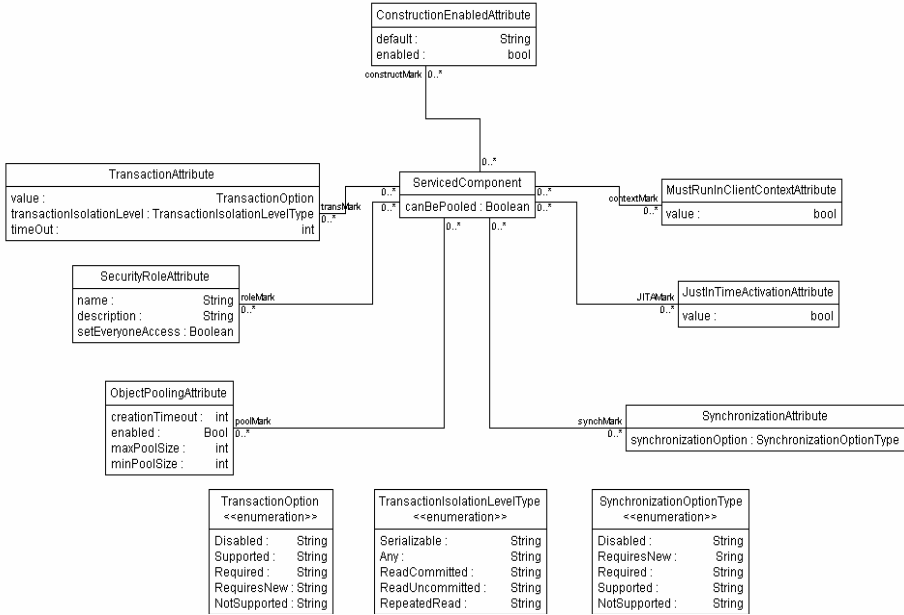 ConstructionEnabledAttribute
default : String
enabled : bool
constructMark 0..*
0..*
TransactionAttribute
value : TransactionOption
transactionIsolationLevel : TransactionIsolationLevelType
timeOut : int
transMark
0..*
0..*
0..*
ServicedComponent
canBePooled : Boolean
0..*
0..*
0..*
0..*
contextMark
0..*
MustRunInClientContextAttribute
value : bool
SecurityRoleAttribute
name : String
description : String
setEveryoneAccess : Boolean
roleMark
0..*
JITAMark
0..*
JustInTimeActivationAttribute
value : bool
ObjectPoolingAttribute
creationTimeout : int
enabled : Bool
maxPoolSize : int
minPoolSize : int
poolMark
0..*
synchMark
0..*
SynchronizationAttribute
synchronizationOption : SynchronizationOptionType
TransactionOption
<<enumeration>>
Disabled : String
Supported : String
Required : String
RequiresNew : String
NotSupported : String
TransactionIsolationLevelType
<<enumeration>>
Serializable : String
Any : String
ReadCommitted : String
ReadUncommitted : String
RepeatedRead : String
SynchronizationOptionType
<<enumeration>>
Disabled : String
RequiresNew : Sring
Required : String
Supported : String
NotSupported : String